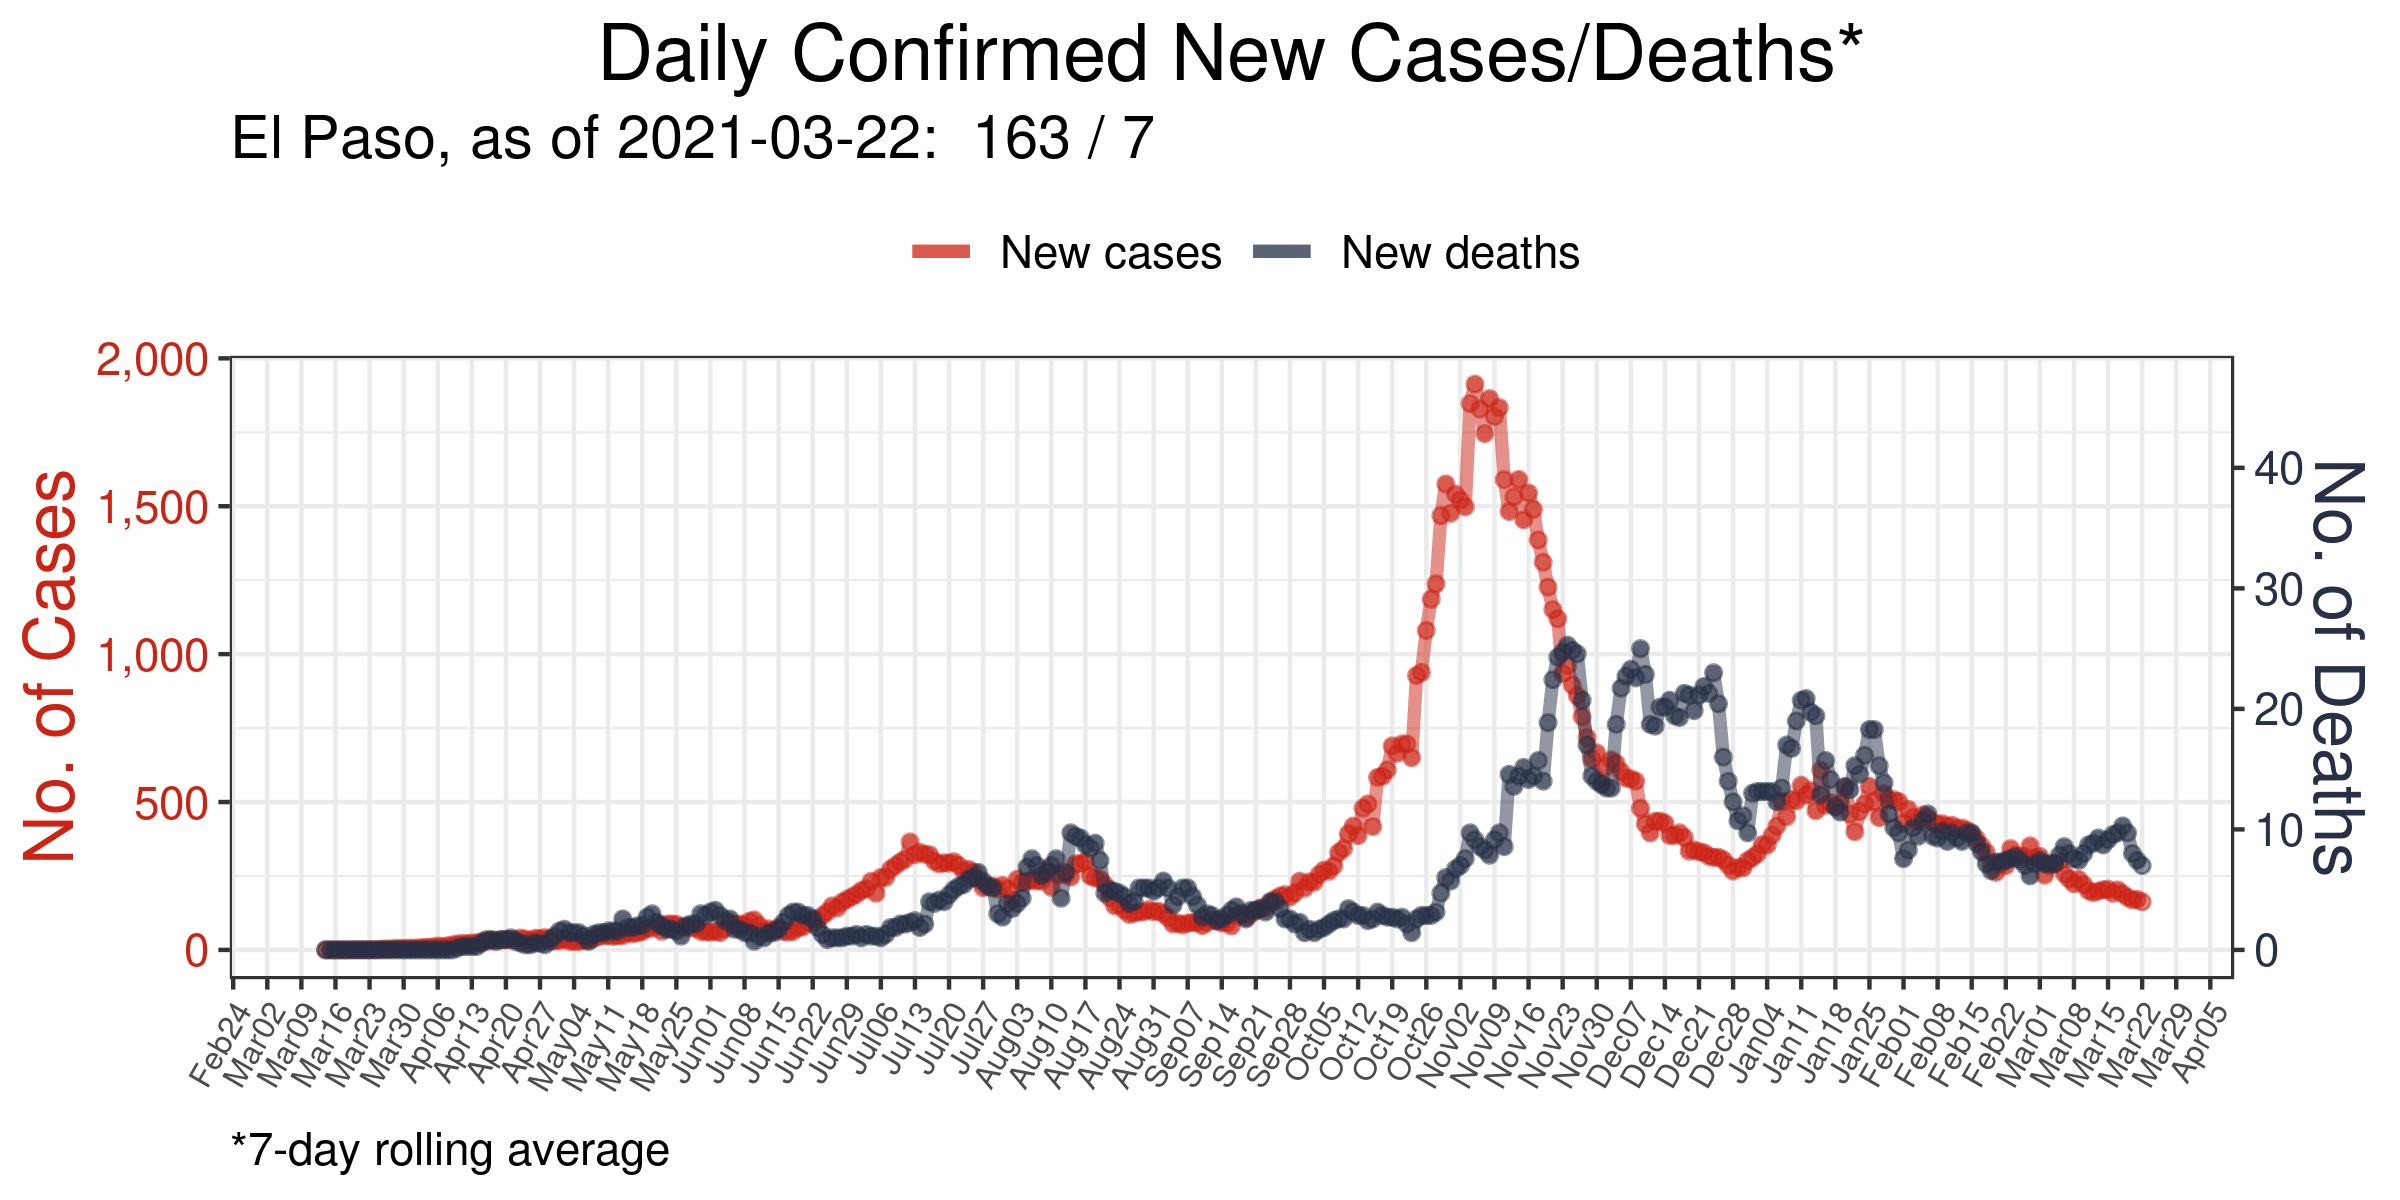 Daily Confirmed New Cases/Deaths*
El Paso, as of 2021-03-22:  163 / 7
New cases
New deaths
No. of Cases
2,000
1,500
1,000
500
0
No. of Deaths
40
30
20
10
0
Feb24
Mar02
Mar09
Mar16
Mar23
Mar30
Apr06
Apr13
Apr20
Apr27
May04
May11
May18
May25
Jun01
Jun08
Jun15
Jun22
Jun29
Jul06
Jul13
Jul20
Jul27
Aug03
Aug10
Aug17
Aug24
Aug31
Sep07
Sep14
Sep21
Sep28
Oct05
Oct12
Oct19
Oct26
Nov02
Nov09
Nov16
Nov23
Nov30
Dec07
Dec14
Dec21
Dec28
Jan04
Jan11
Jan18
Jan25
Feb01
Feb08
Feb15
Feb22
Mar01
Mar08
Mar15
Mar22
Mar29
Apr05
*7-day rolling average